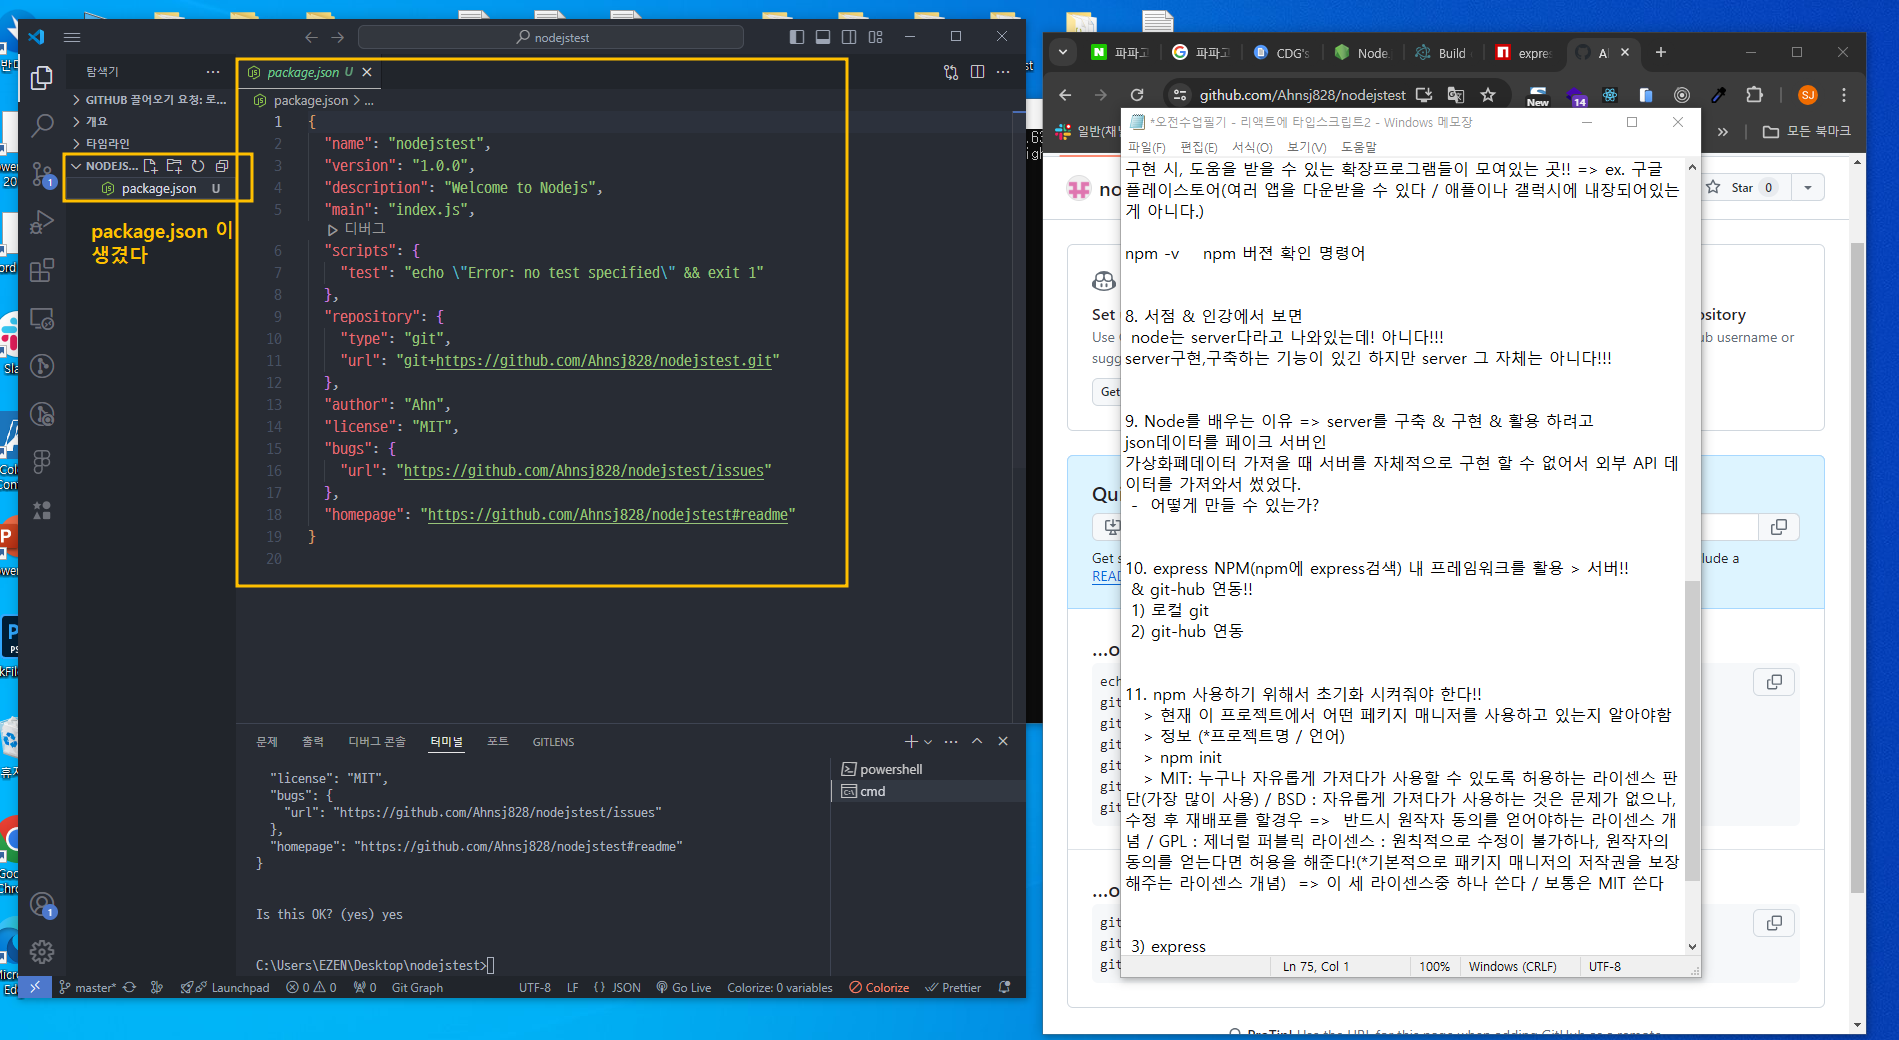 nodejstest
탐색기
GITHUB 끌어오기 요청: 로...
개요
타임라인
NODEJS...
package.json U
package.json 이
생겼다
package.json U
package.json > ...
1 {
2 "name": "nodejstest",
3 "version": "1.0.0",
4 "description": "Welcome to Nodejs",
5 "main": "index.js",
디버그
6 "scripts": {
7 "test": "echo \"Error: no test specified\" && exit 1"
8 },
9 "repository": {
10 "type": "git",
11 "url": "git+https://github.com/Ahnsj828/nodejstest.git"
12 },
13 "author": "Ahn",
14 "license": "MIT",
15 "bugs": {
16 "url": "https://github.com/Ahnsj828/nodejstest/issues"
17 },
18 "homepage": "https://github.com/Ahnsj828/nodejstest#readme"
19 }
20
문제 출력 디버그 콘솔 터미널 포트 GITLENS
powershell
cmd
"license": "MIT",
"bugs": {
"url": "https://github.com/Ahnsj828/nodejstest/issues"
},
"homepage": "https://github.com/Ahnsj828/nodejstest#readme"
}
Is this OK? (yes) yes
C:\Users\EZEN\Desktop\nodejstest>
master* Launchpad 0 0 0 Git Graph UTF-8 LF {} JSON Go Live Colorize: 0 variables Colorize Prettier
파파고 파파고 CDG's Node. Build expres
github.com/Ahnsj828/nodejstest
New 14 SJ
모든 북마크
*오전수업필기 - 리액트에 타입스크립트2 - Windows 메모장
파일(F) 편집(E) 서식(O) 보기(V) 도움말
구현 시, 도움을 받을 수 있는 확장프로그램들이 모여있는 곳!! => ex. 구글
플레이스토어(여러 앱을 다운받을 수 있다 / 애플이나 갤럭시에 내장되어있는
게 아니다.)
npm -v npm 버젼 확인 명령어
8. 서점 & 인강에서 보면
node는 server다라고 나와있는데! 아니다!!!
server구현,구축하는 기능이 있긴 하지만 server 그 자체는 아니다!!!
9. Node를 배우는 이유 => server를 구축 & 구현 & 활용 하려고
json데이터를 페이크 서버인
가상화폐데이터 가져올 때 서버를 자체적으로 구현 할 수 없어서 외부 API 데
이터를 가져와서 썼었다.
- 어떻게 만들 수 있는가?
10. express NPM(npm에 express검색) 내 프레임워크를 활용 > 서버!!
& git-hub 연동!!
1) 로컬 git
2) git-hub 연동
11. npm 사용하기 위해서 초기화 시켜줘야 한다!!
> 현재 이 프로젝트에서 어떤 페키지 매니저를 사용하고 있는지 알아야함
> 정보 (*프로젝트명 / 언어)
> npm init
> MIT: 누구나 자유롭게 가져다가 사용할 수 있도록 허용하는 라이센스 판
단(가장 많이 사용) / BSD : 자유롭게 가져다가 사용하는 것은 문제가 없으나,
수정 후 재배포를 할경우 => 반드시 원작자 동의를 얻어야하는 라이센스 개
념 / GPL : 제너럴 퍼블릭 라이센스 : 원칙적으로 수정이 불가하나, 원작자의
동의를 얻는다면 허용을 해준다!(*기본적으로 패키지 매니저의 저작권을 보장
해주는 라이센스 개념) => 이 세 라이센스중 하나 쓴다 / 보통은 MIT 쓴다
3) express
Ln 75, Col 1 100% Windows (CRLF) UTF-8
Star 0